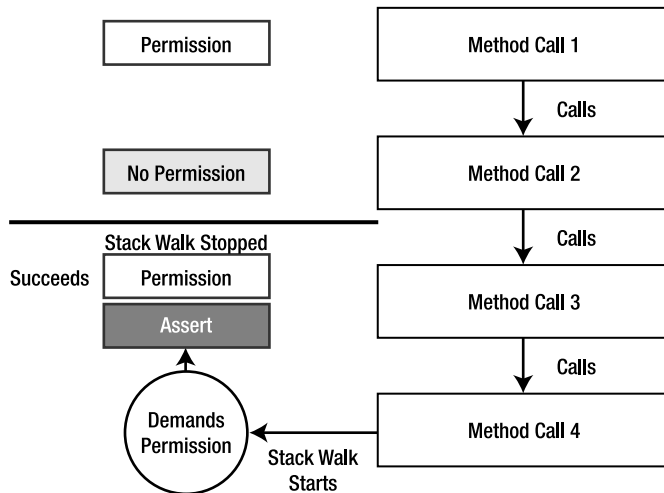 Permission
Method Call 1
Calls
No Permission
Method Call 2
Stack Walk Stopped
Calls
Succeeds
Permission
Method Call 3
Assert
Calls
Demands
Permission
Method Call 4
Stack Walk
Starts